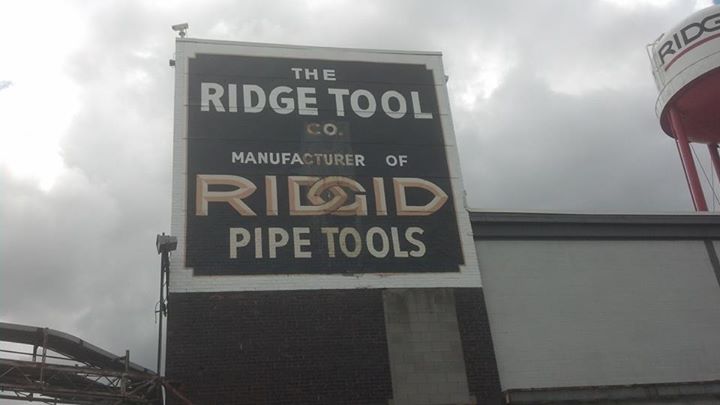 THE
RIDGE TOOL
CO.
MANUFACTURER OF
RIDGID
PIPE TOOLS
RIDG